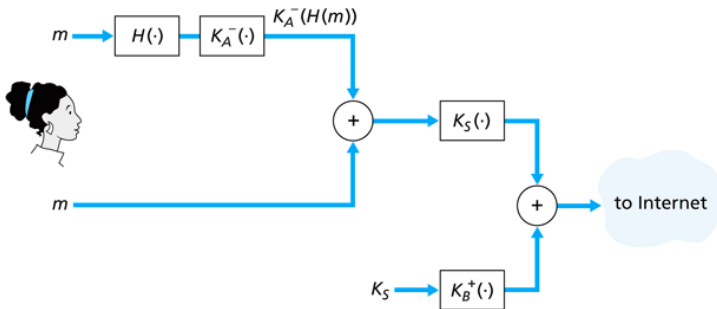 K_A^-(H(m))
m
H(·)
K_A^-(·)
+
K_S(·)
m
+
to Internet
K_S
K_B^+(·)